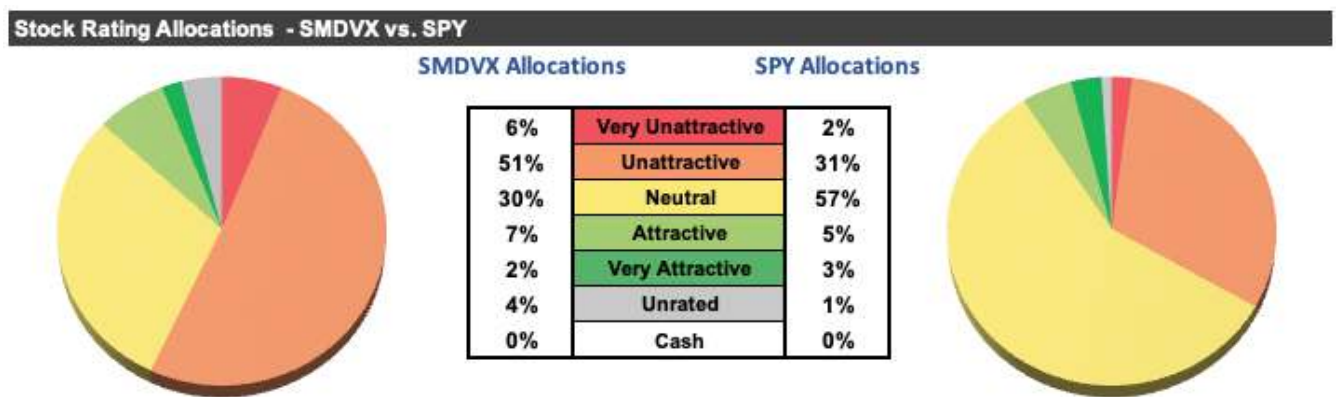 Stock Rating Allocations - SMDVX vs. SPY
SMDVX Allocations SPY Allocations
6% Very Unattractive 2%
51% Unattractive 31%
30% Neutral 57%
7% Attractive 5%
2% Very Attractive 3%
4% Unrated 1%
0% Cash 0%